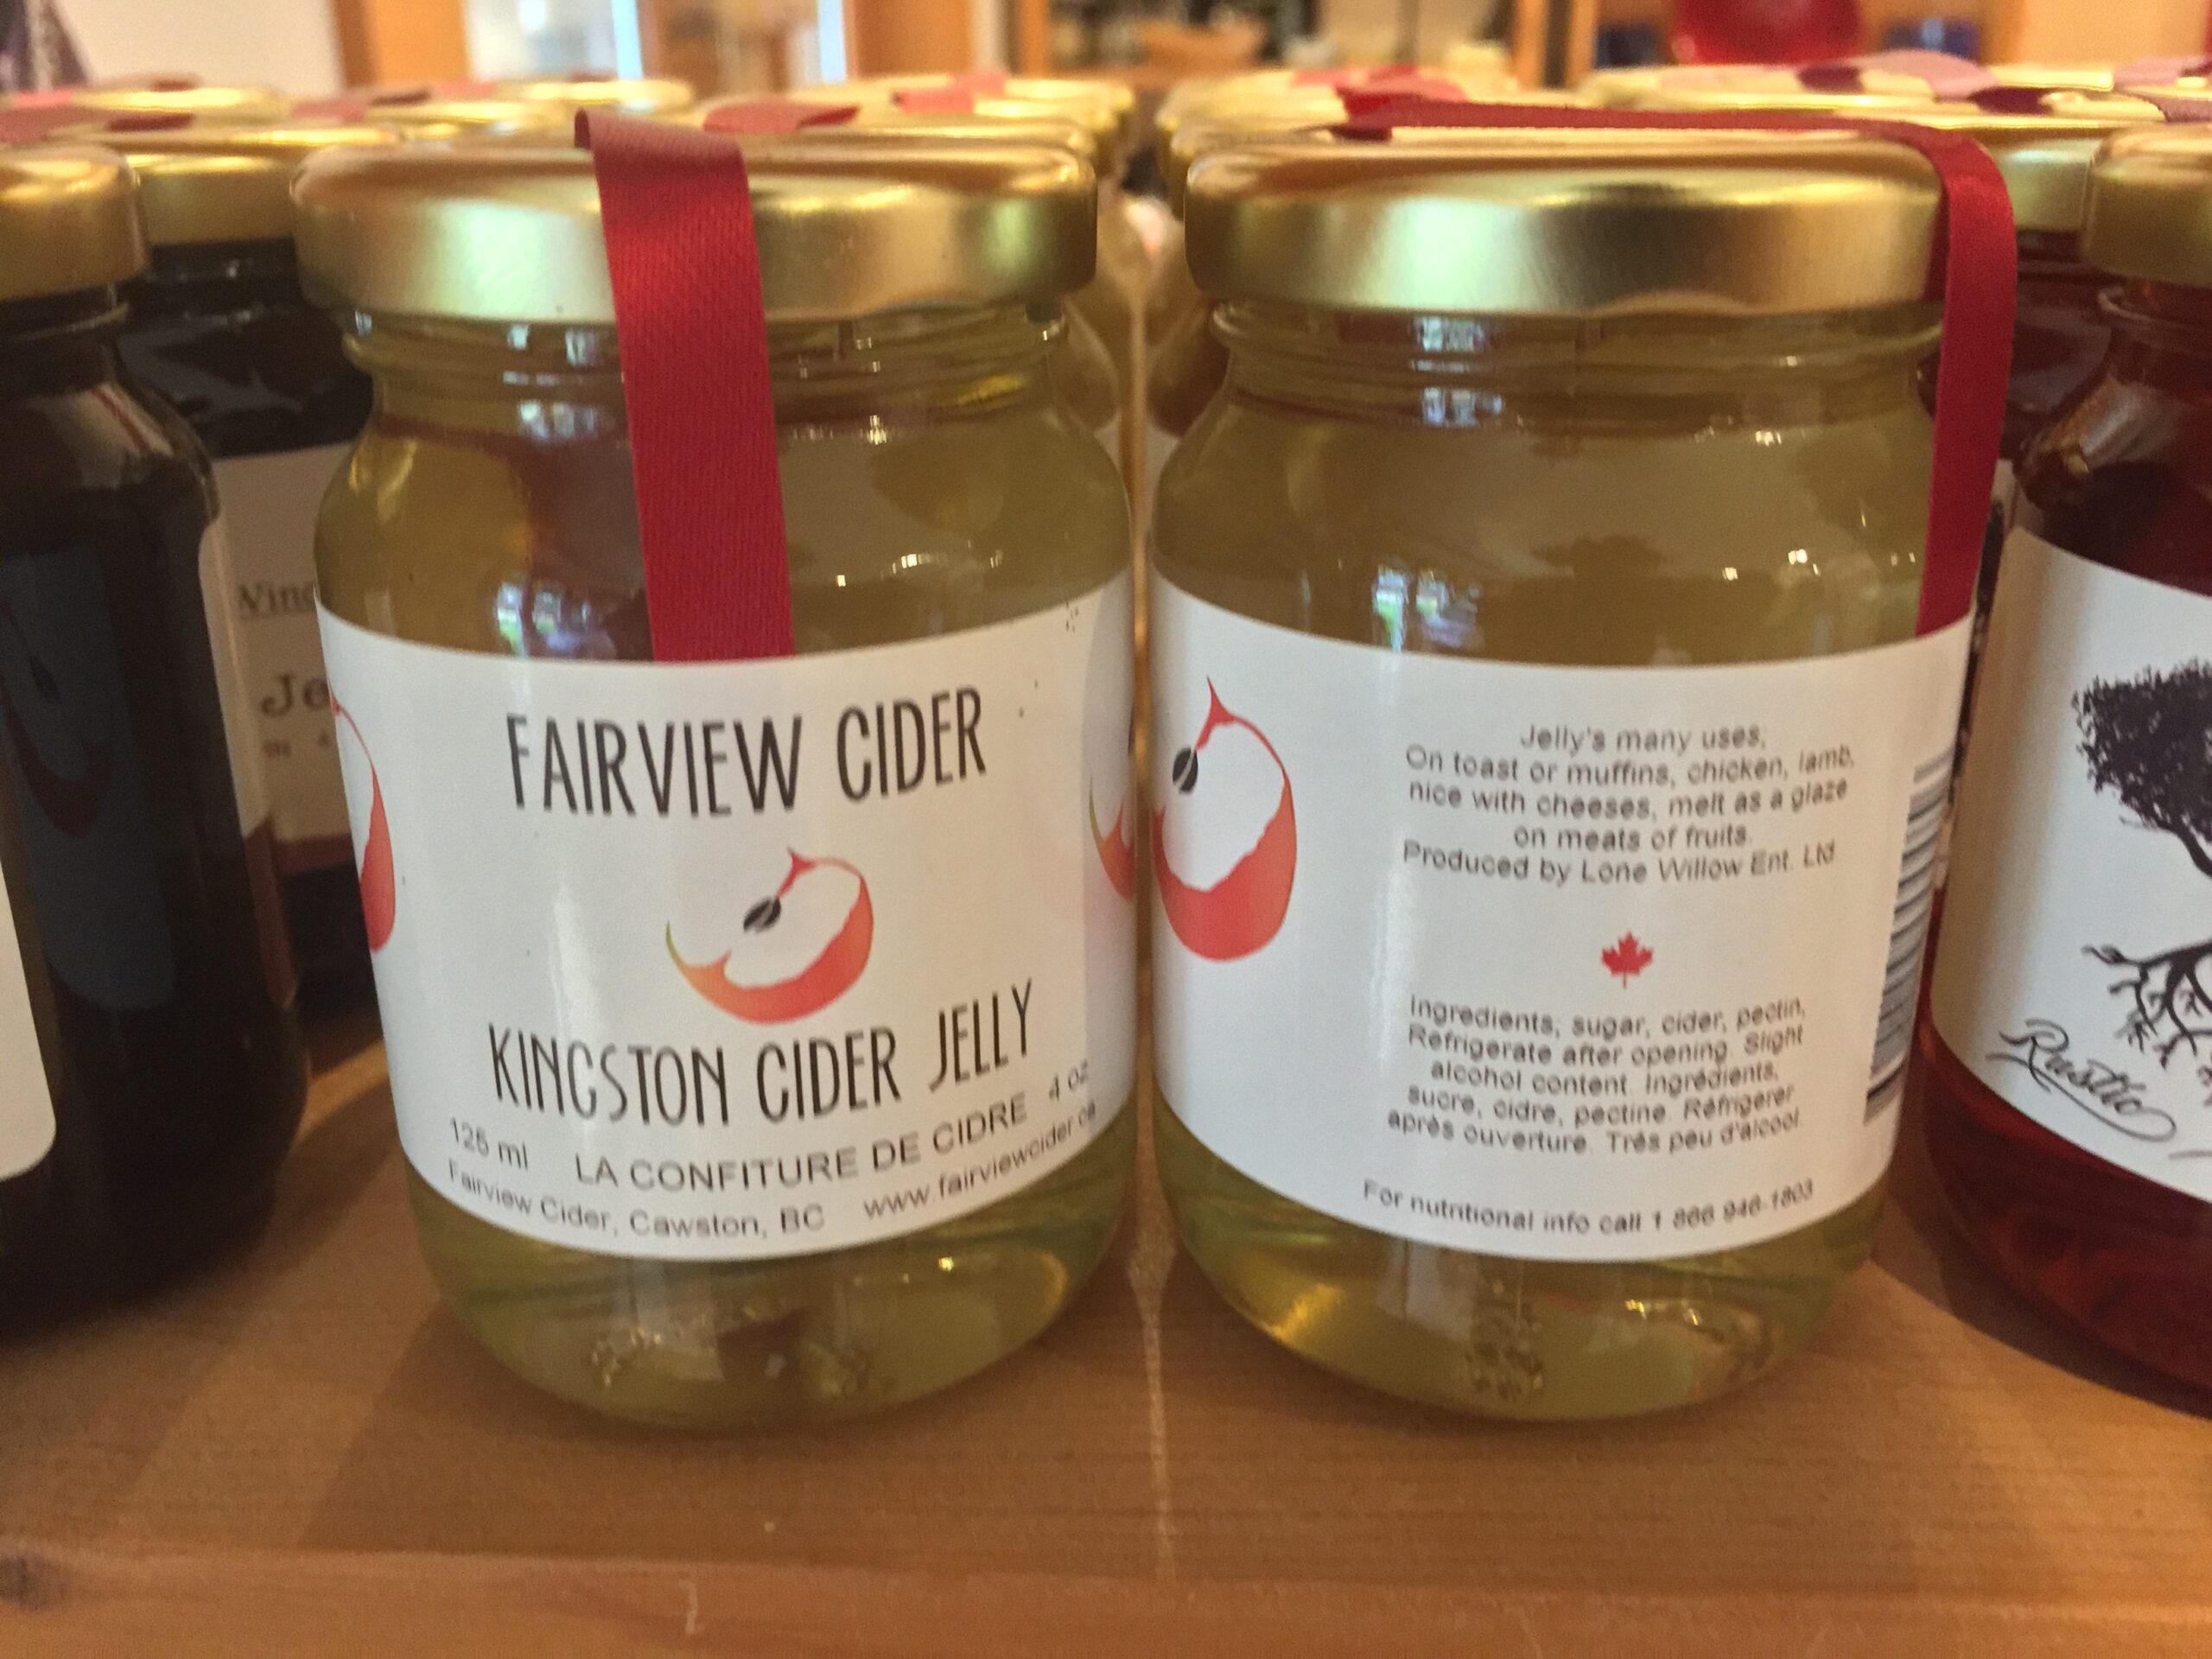 FAIRVIEW CIDER
KINGSTON CIDER JELLY
125 ml LA CONFITURE DE CIDRE 4 oz
Fairview Cider, Cawston, BC www.fairviewcider.ca
Jelly's many uses;
On toast or muffins, chicken, lamb,
nice with cheeses, melt as a glaze
on meats of fruits.
Produced by Lone Willow Ent. Ltd
Ingredients; sugar, cider, pectin,
Refrigerate after opening. Slight
alcohol content. Ingrédients,
sucre, cidre, pectine. Réfrigerer
après ouverture. Trés peu d'alcool.
For nutritional info call 1 866 946-1803
Rustic